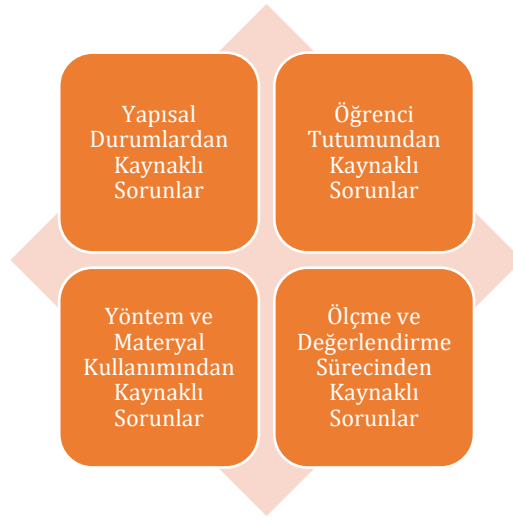 Yapısal
Durumlardan
Kaynaklı
Sorunlar
Öğrenci
Tutumundan
Kaynaklı
Sorunlar
Yöntem ve
Materyal
Kullanımından
Kaynaklı
Sorunlar
Ölçme ve
Değerlendirme
Sürecinden
Kaynaklı
Sorunlar